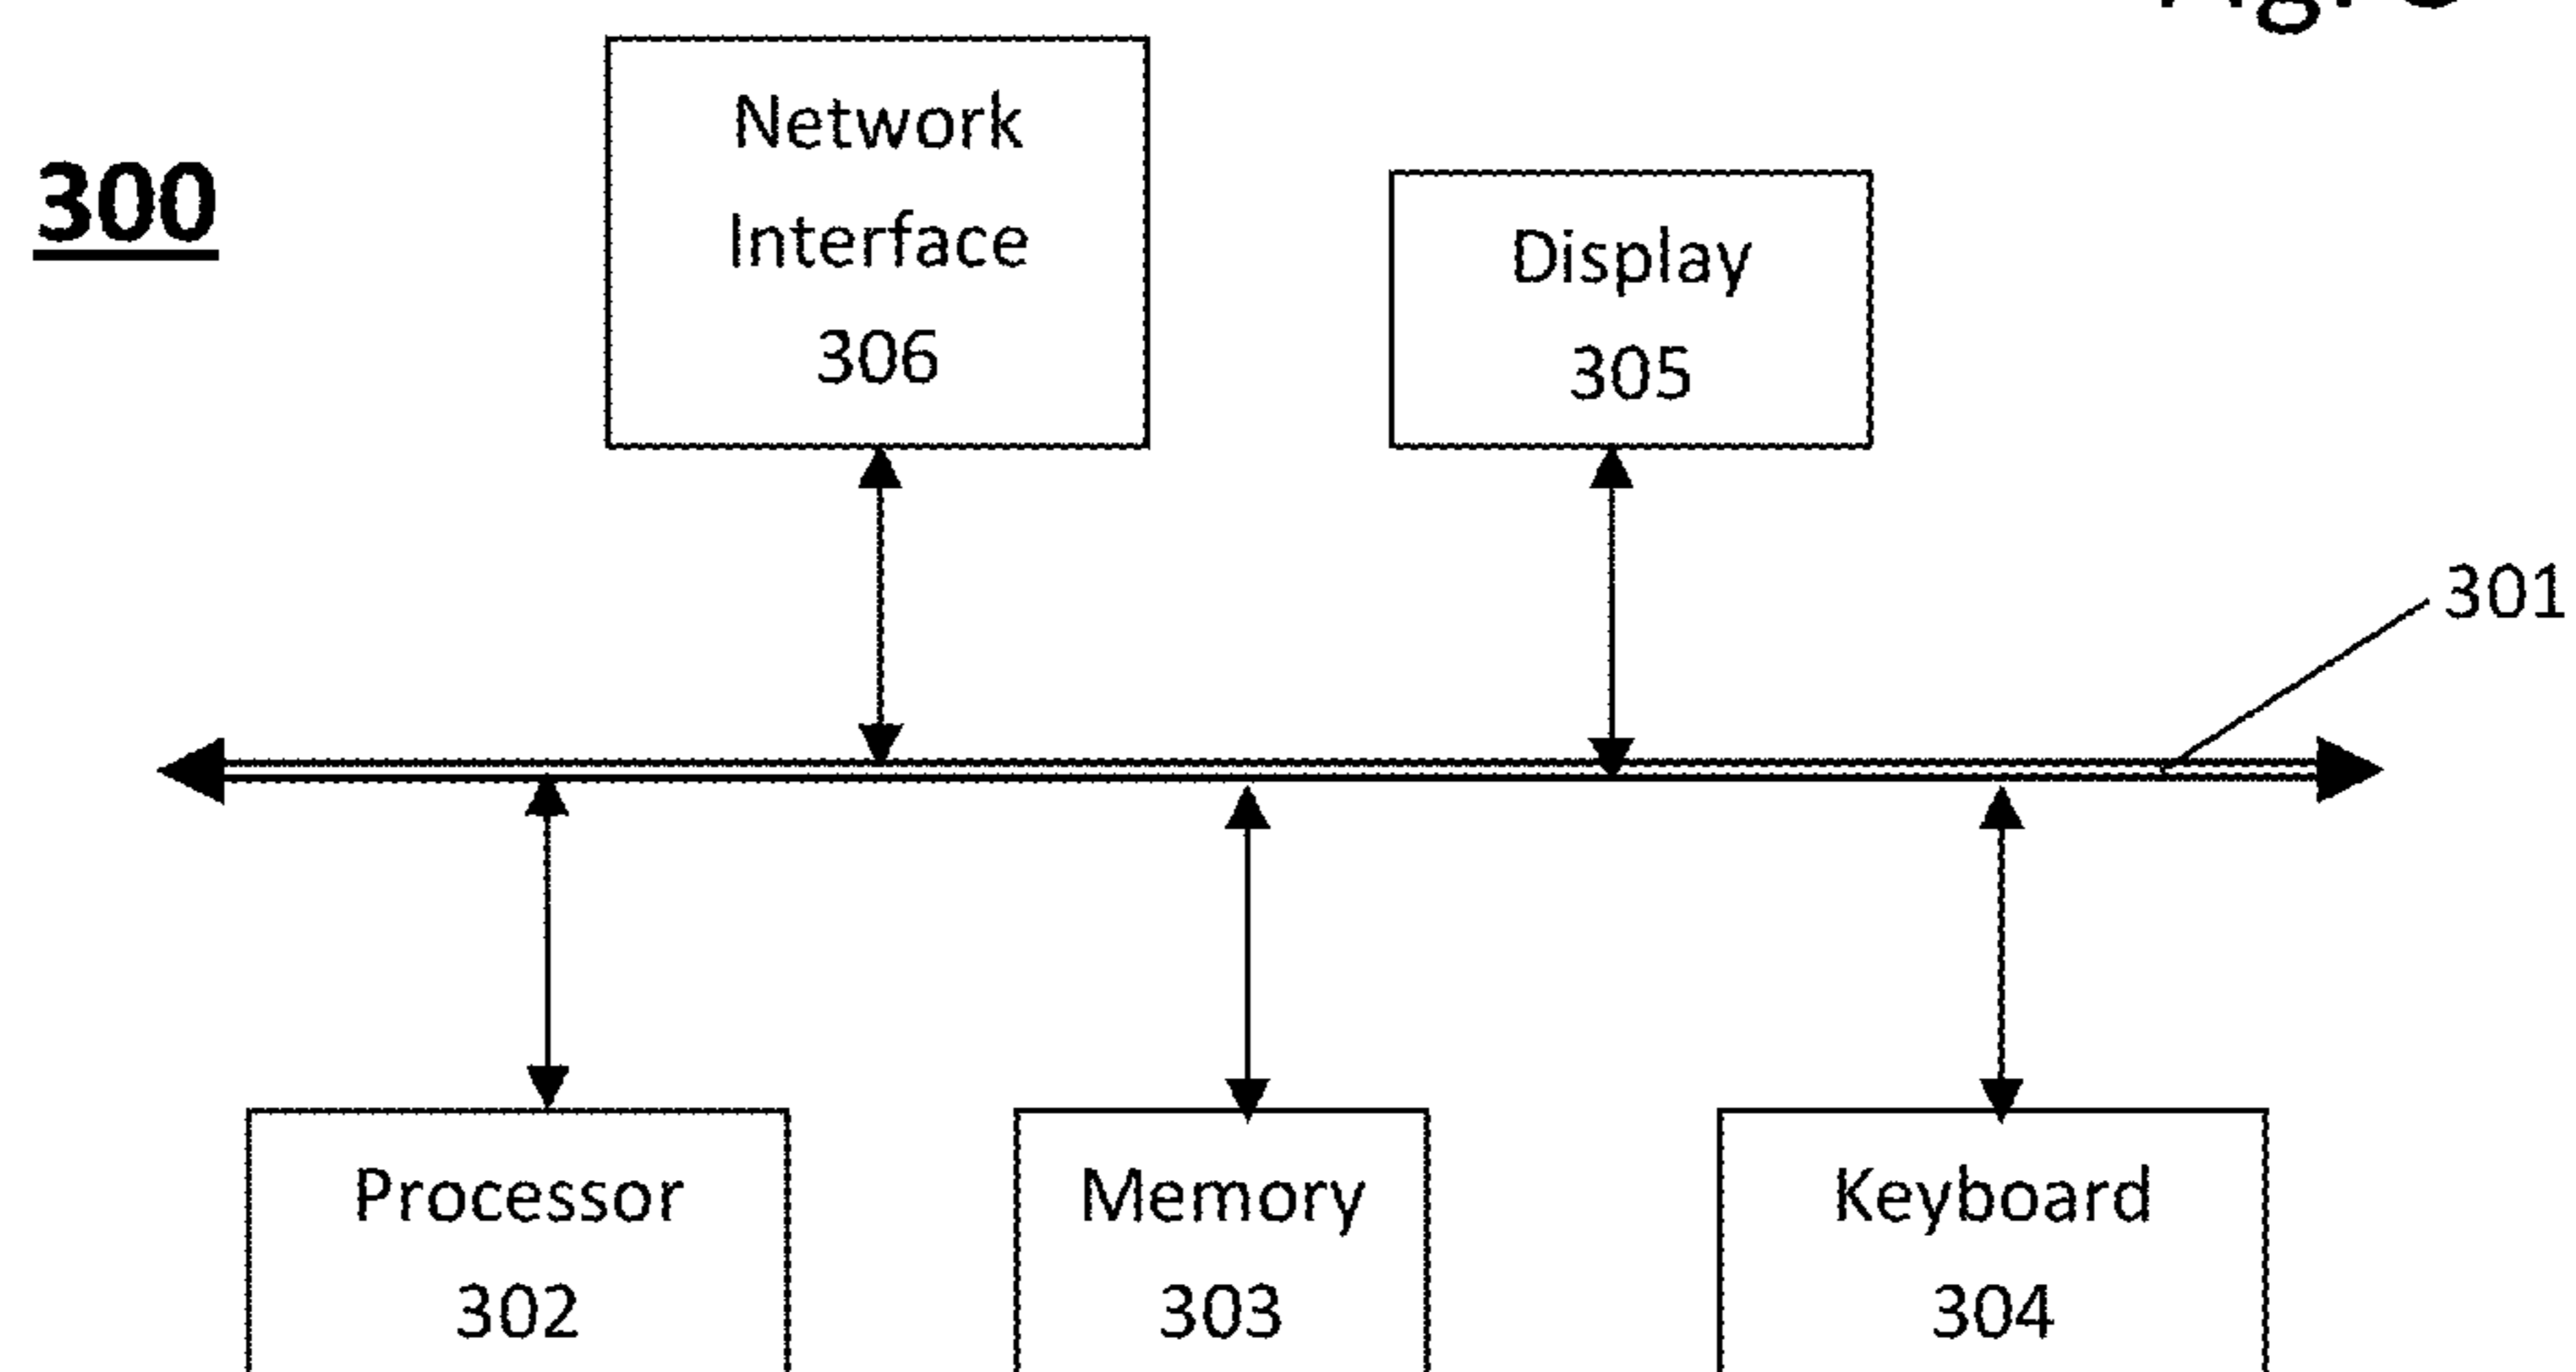 300
Network
Interface
306
Display
305
301
Processor
302
Memory
303
Keyboard
304